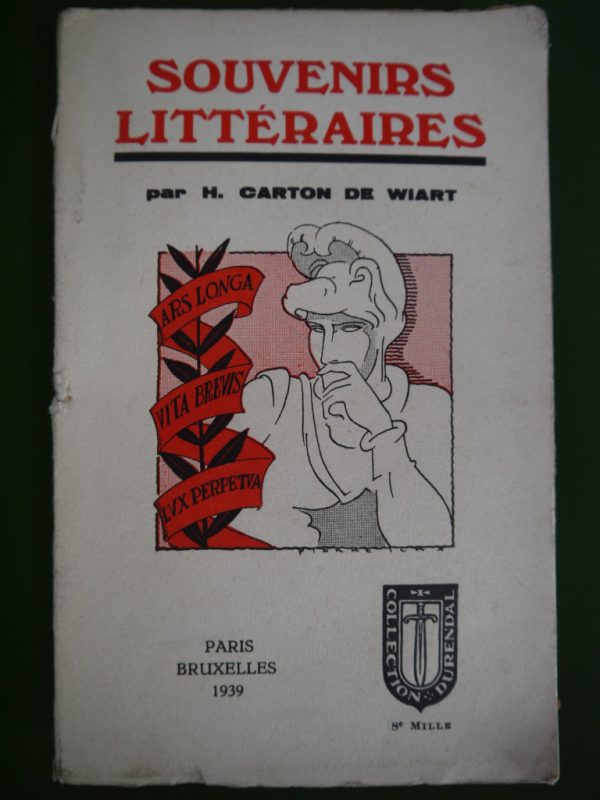 SOUVENIRS
LITTÉRAIRES
par H. CARTON DE WIART
ARS LONGA
VITA BREVIS
LVX PERPETVA
PARIS
BRUXELLES
1939
COLLECTION DURENDAL
8e MILLE